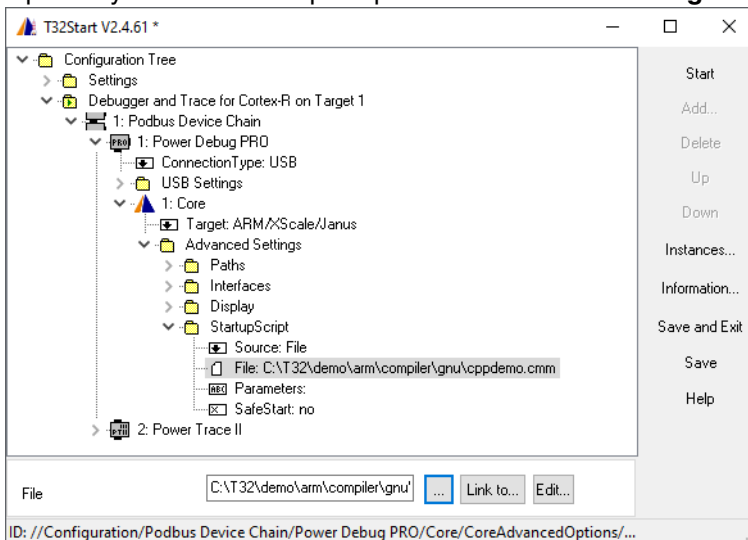 T32Start V2.4.61 *
Configuration Tree
Settings
Start
Debugger and Trace for Cortex-R on Target 1
Add...
1: Podbus Device Chain
PRO 1: Power Debug PRO
Delete
ConnectionType: USB
USB Settings
Up
1: Core
Target: ARM/XScale/Janus
Down
Advanced Settings
Instances...
Paths
Interfaces
Information...
Display
StartupScript
Save and Exit
Source: File
File: C:\T32\demo\arm\compiler\gnu\cppdemo.cmm
Save
ABC Parameters:
SafeStart: no
Help
PT II 2: Power Trace II
File
C:\T32\demo\arm\compiler\gnu'
...
Link to...
Edit...
ID: //Configuration/Podbus Device Chain/Power Debug PRO/Core/CoreAdvancedOptions/...